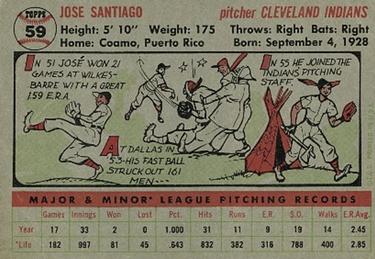 TOPPS
59
JOSE SANTIAGO pitcher CLEVELAND INDIANS
Height: 5' 10" Weight: 175 Throws: Right Bats: Right
Home: Coamo, Puerto Rico Born: September 4, 1928
IN 51 JOSÉ WON 21
GAMES AT WILKES-
BARRE WITH A GREAT
1.59 E.R.A.
AT DALLAS IN
53-HIS FAST BALL
STRUCK OUT 161
MEN—
IN 55 HE JOINED THE
INDIANS PITCHING
STAFF.
MAJOR & MINOR* LEAGUE PITCHING RECORDS
Games Innings Won Lost Pct. Hits Runs E.R. S.O. Walks E.R.Avg.
Year 17 33 2 0 1.000 31 11 9 19 14 2.45
*Life 182 997 81 45 .643 832 382 316 788 400 2.85